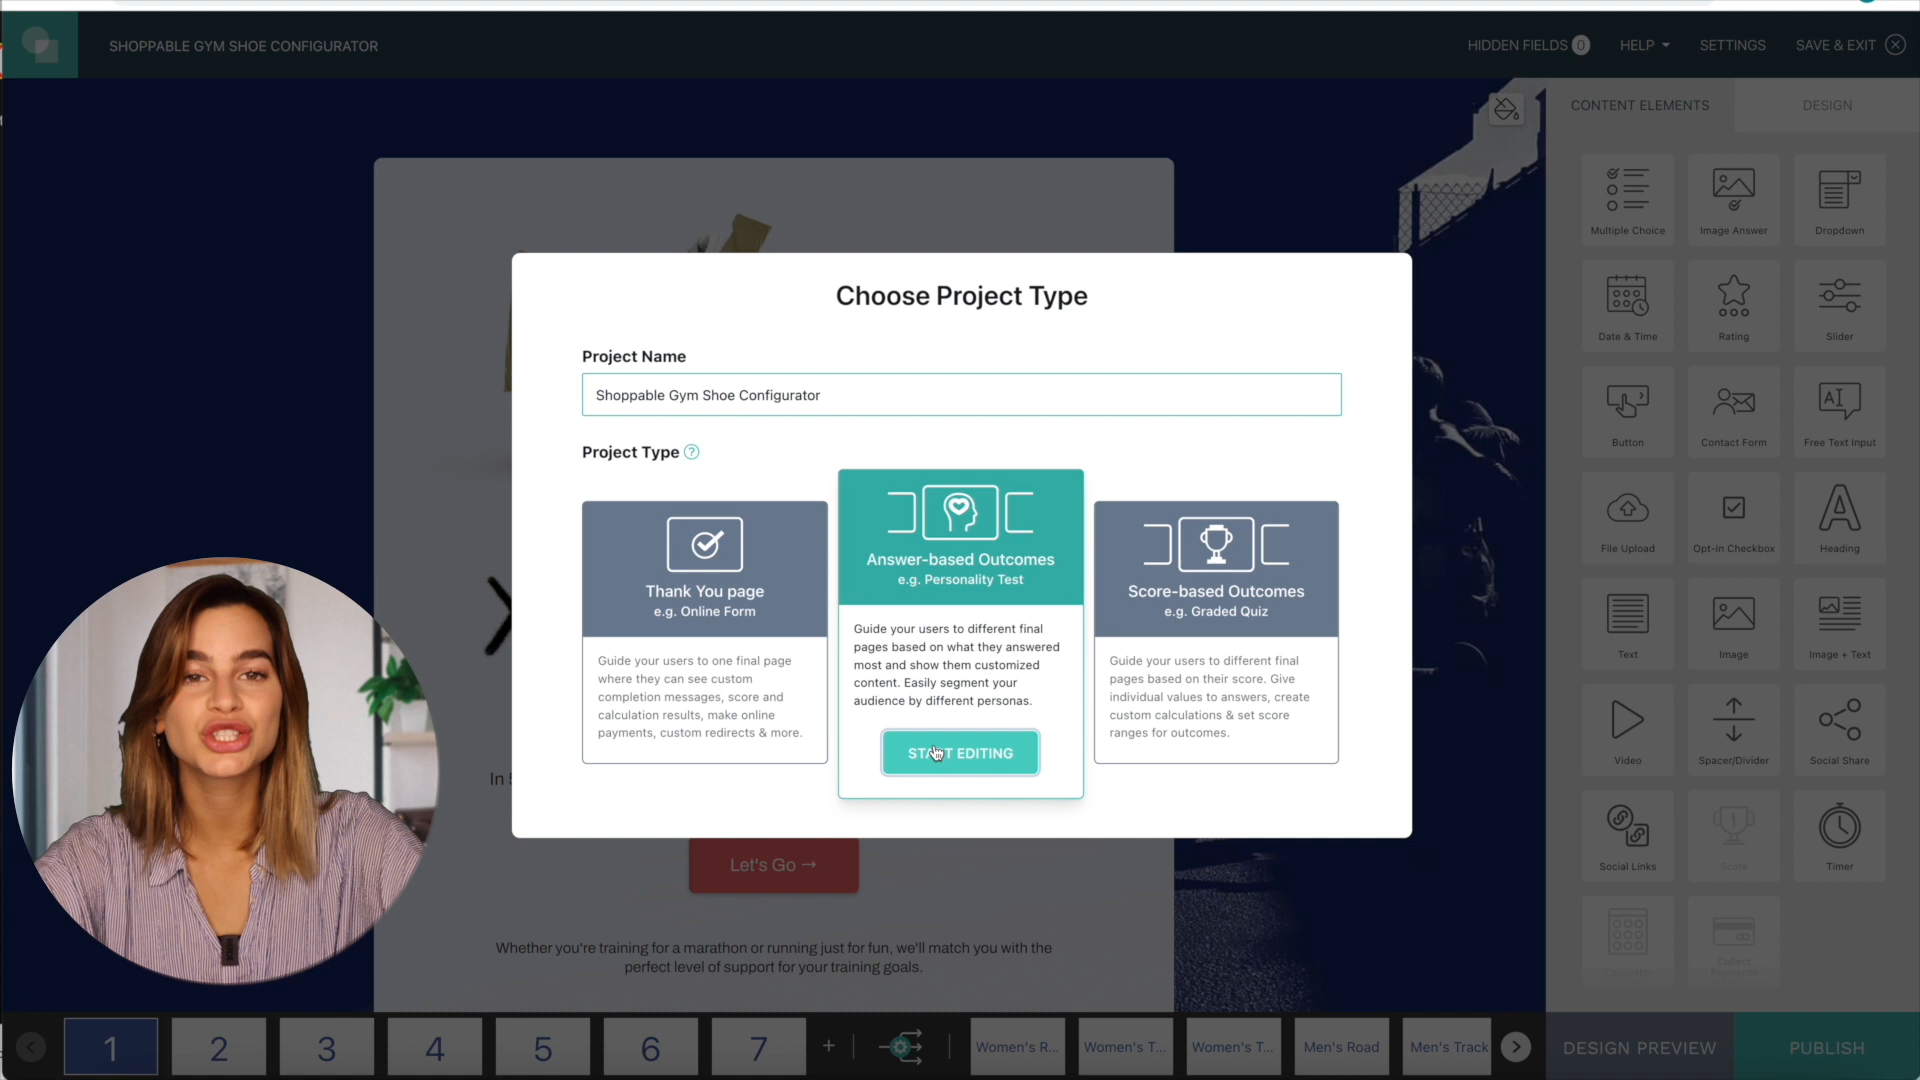 SHOPPABLE GYM SHOE CONFIGURATOR
HIDDEN FIELDS 0
HELP
SETTINGS
SAVE & EXIT
CONTENT ELEMENTS
DESIGN
Multiple Choice
Image Answer
Dropdown
Date & Time
Rating
Slider
Button
Contact Form
Free Text Input
File Upload
Opt-In Checkbox
Heading
Text
Image
Image + Text
Video
Spacer/Divider
Social Share
Social Links
Score
Timer
Calculator
Collect
Payments
Choose Project Type
Project Name
Shoppable Gym Shoe Configurator
Project Type ?
Thank You page
e.g. Online Form
Guide your users to one final page
where they can see custom
completion messages, score and
calculation results, make online
payments, custom redirects & more.
Answer-based Outcomes
e.g. Personality Test
Guide your users to different final
pages based on what they answered
most and show them customized
content. Easily segment your
audience by different personas.
START EDITING
Score-based Outcomes
e.g. Graded Quiz
Guide your users to different final
pages based on their score. Give
individual values to answers, create
custom calculations & set score
ranges for outcomes.
In
Let's Go →
Whether you're training for a marathon or running just for fun, we'll match you with the
perfect level of support for your training goals.
1
2
3
4
5
6
7
+
Women's R...
Women's T...
Women's T...
Men's Road
Men's Track
DESIGN PREVIEW
PUBLISH